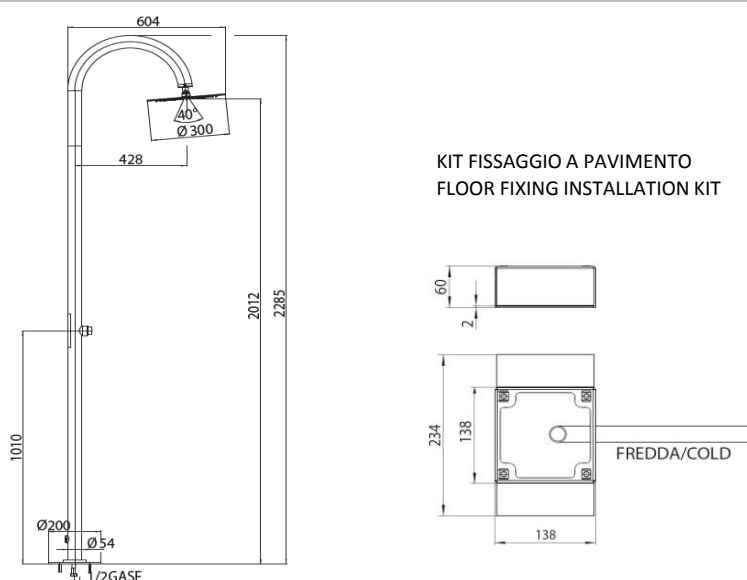 604
40°
Ø 300
428
2012
2285
1010
Ø200
Ø 54
1/2GASF
KIT FISSAGGIO A PAVIMENTO
FLOOR FIXING INSTALLATION KIT
60
2
234
138
FREDDA/COLD
138